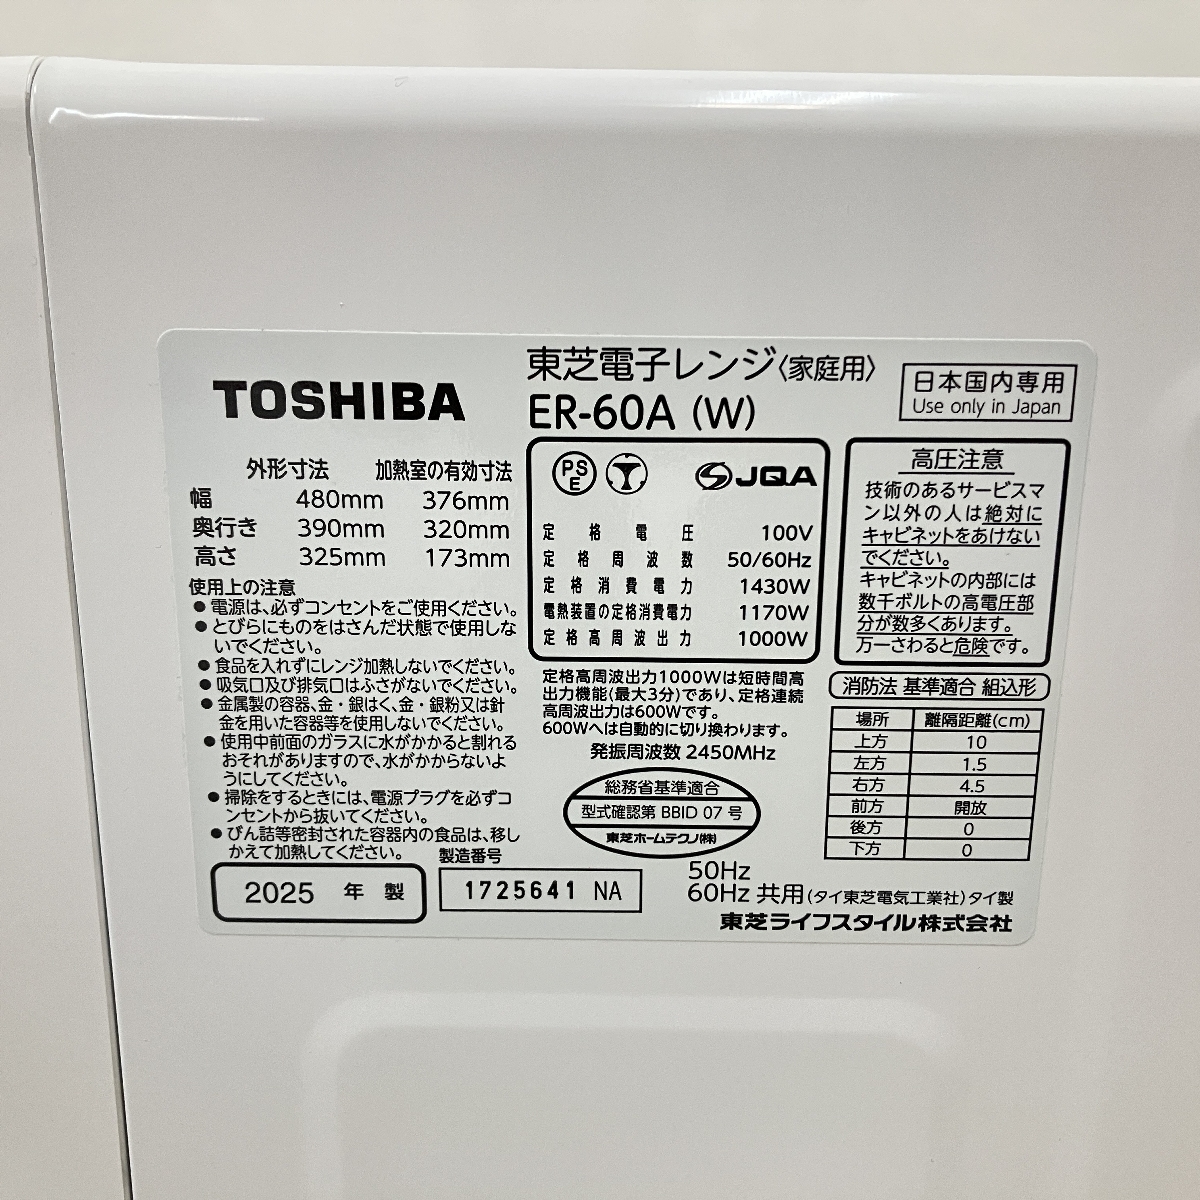 TOSHIBA
東芝電子レンジ〈家庭用〉
ER-60A (W)
日本国内専用
Use only in Japan
外形寸法 加熱室の有効寸法
幅 480mm 376mm
奥行き 390mm 320mm
高さ 325mm 173mm
使用上の注意
●電源は、必ずコンセントをご使用ください。
●とびらにものをはさんだ状態で使用しな
いでください。
●食品を入れずにレンジ加熱しないでください。
●吸気口及び排気口はふさがないでください。
●金属製の容器、金・銀はく、金・銀粉又は針
金を用いた容器等を使用しないでください。
●使用中前面のガラスに水がかかると割れる
おそれがありますので、水がかからないよ
うにしてください。
●掃除をするときには、電源プラグを必ずコ
ンセントから抜いてください。
●びん詰等密封された容器内の食品は、移し
かえて加熱してください。
2025 年 製
製造番号
1725641 NA
PS
E
JQA
定格電圧 100V
定格周波数 50/60Hz
定格消費電力 1430W
電熱装置の定格消費電力 1170W
定格高周波出力 1000W
定格高周波出力1000Wは短時間高
出力機能(最大3分)であり、定格連続
高周波出力は600Wです。
600Wへは自動的に切り換わります。
発振周波数 2450MHz
総務省基準適合
型式確認第 BBID 07 号
東芝ホームテクノ(株)
高圧注意
技術のあるサービスマ
ン以外の人は絶対に
キャビネットをあけない
でください。
キャビネットの内部には
数千ボルトの高電圧部
分が数多くあります。
万一さわると危険です。
消防法 基準適合 組込形
場所 離隔距離(cm)
上方 10
左方 1.5
右方 4.5
前方 開放
後方 0
下方 0
50Hz
60Hz 共用 (タイ東芝電気工業社)タイ製
東芝ライフスタイル株式会社